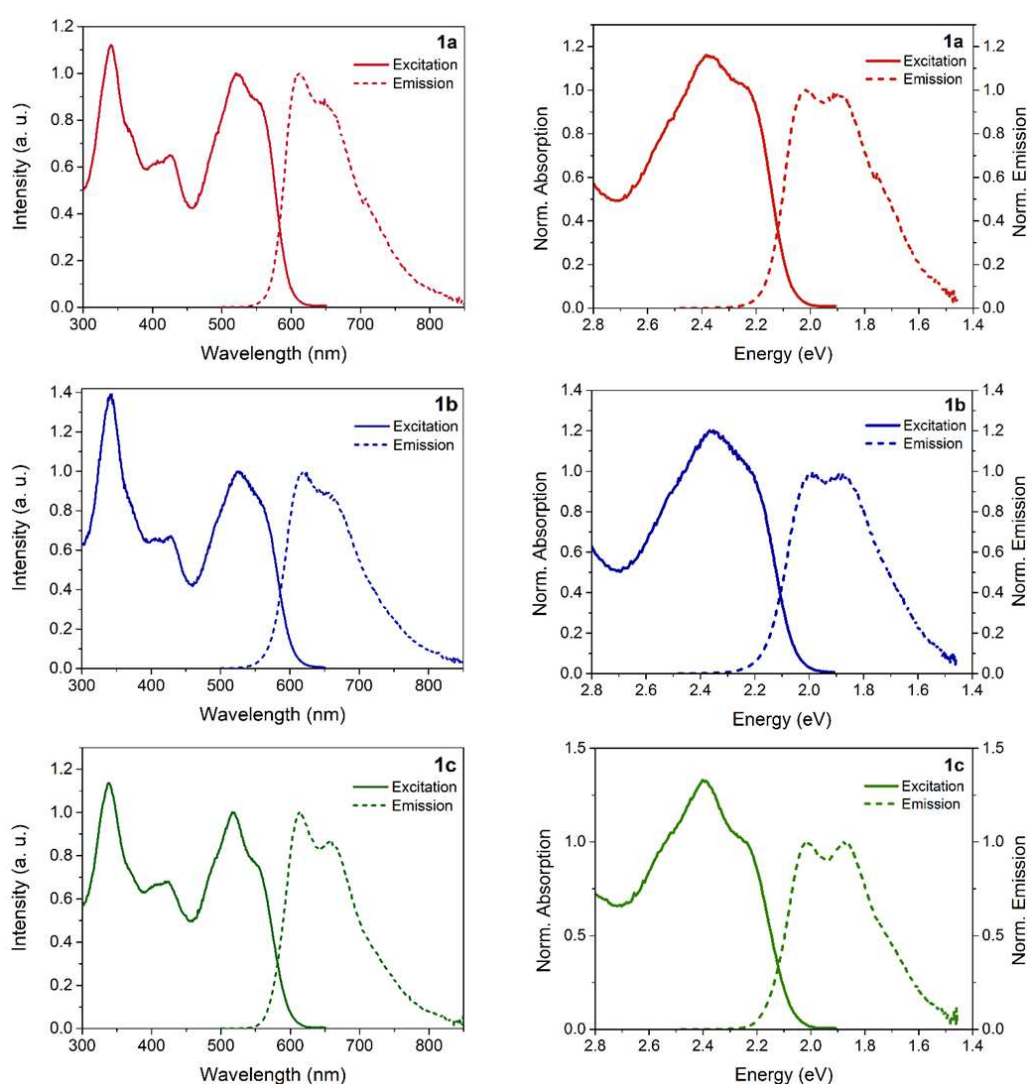 1a
Excitation
Emission
Intensity (a. u.)
1.2
1.0
0.8
0.6
0.4
0.2
0.0
300 400 500 600 700 800
Wavelength (nm)
1a
Excitation
Emission
Norm. Absorption
1.2
1.0
0.8
0.6
0.4
0.2
0.0
Norm. Emission
1.2
1.0
0.8
0.6
0.4
0.2
0.0
2.8 2.6 2.4 2.2 2.0 1.8 1.6 1.4
Energy (eV)
1b
Excitation
Emission
Intensity (a. u.)
1.4
1.2
1.0
0.8
0.6
0.4
0.2
0.0
300 400 500 600 700 800
Wavelength (nm)
1b
Excitation
Emission
Norm. Absorption
1.4
1.2
1.0
0.8
0.6
0.4
0.2
0.0
Norm. Emission
1.4
1.2
1.0
0.8
0.6
0.4
0.2
0.0
2.8 2.6 2.4 2.2 2.0 1.8 1.6 1.4
Energy (eV)
1c
Excitation
Emission
Intensity (a. u.)
1.2
1.0
0.8
0.6
0.4
0.2
0.0
300 400 500 600 700 800
Wavelength (nm)
1c
Excitation
Emission
Norm. Absorption
1.5
1.0
0.5
0.0
Norm. Emission
1.5
1.0
0.5
0.0
2.8 2.6 2.4 2.2 2.0 1.8 1.6 1.4
Energy (eV)